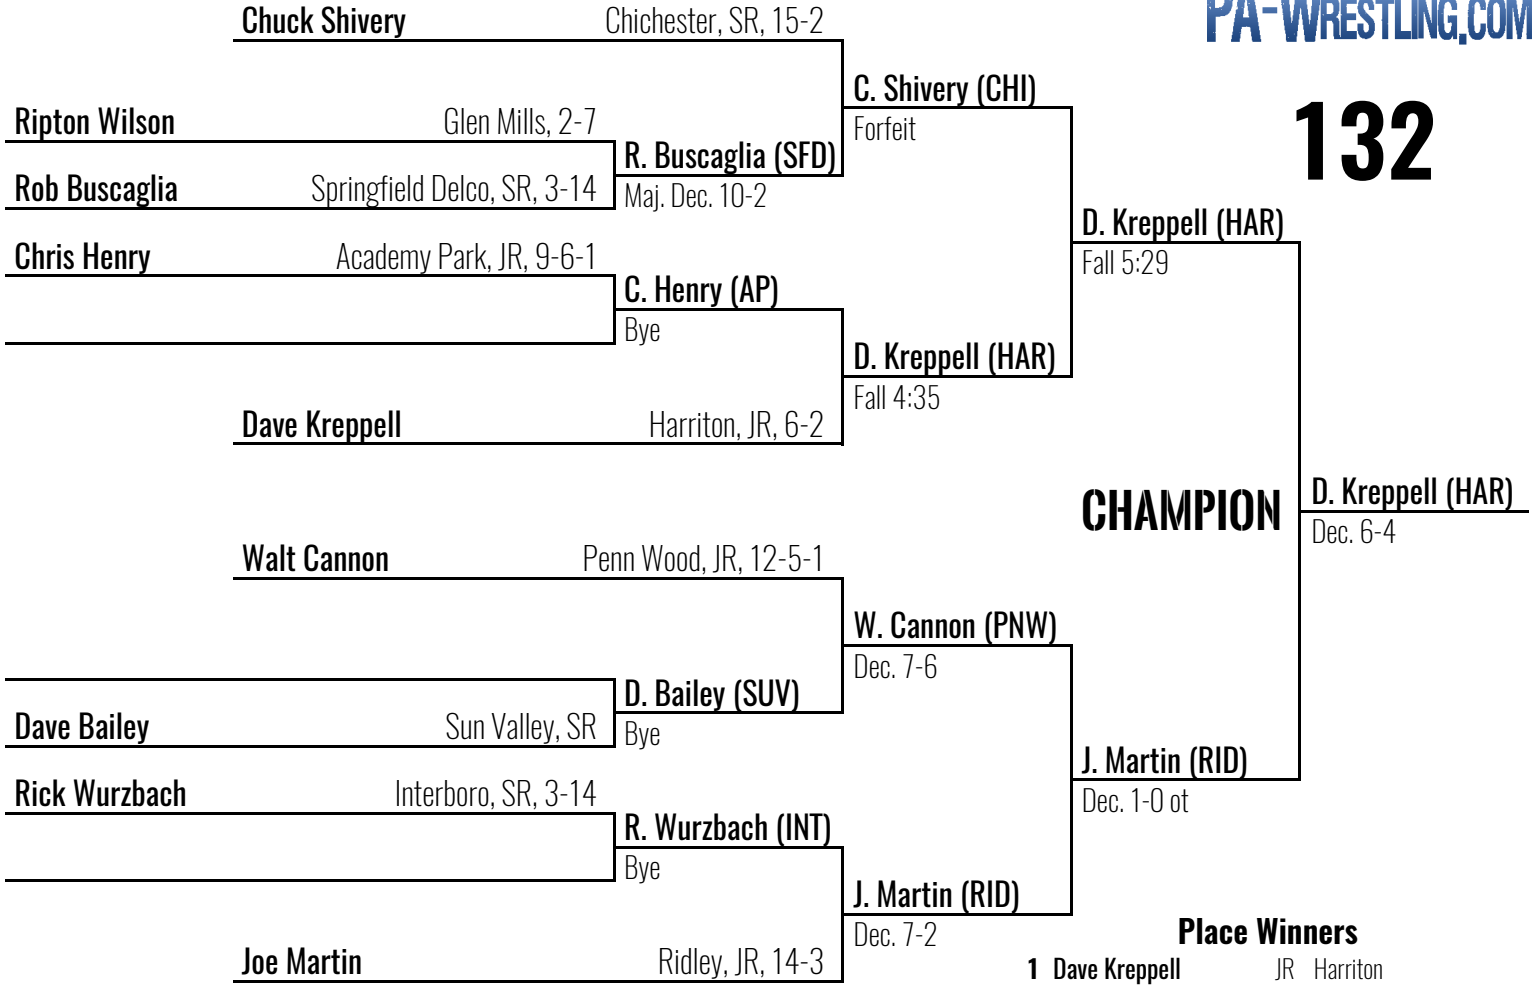 Chuck Shivery Chichester, SR, 15-2
PA-WRESTLING.COM
C. Shivery (CHI)
Forfeit
132
Ripton Wilson Glen Mills, 2-7
R. Buscaglia (SFD)
Maj. Dec. 10-2
Rob Buscaglia Springfield Delco, SR, 3-14
D. Kreppell (HAR)
Fall 5:29
Chris Henry Academy Park, JR, 9-6-1
C. Henry (AP)
Bye
D. Kreppell (HAR)
Fall 4:35
Dave Kreppell Harriton, JR, 6-2
CHAMPION
D. Kreppell (HAR)
Dec. 6-4
Walt Cannon Penn Wood, JR, 12-5-1
W. Cannon (PNW)
Dec. 7-6
D. Bailey (SUV)
Bye
Dave Bailey Sun Valley, SR
J. Martin (RID)
Dec. 1-0 ot
Rick Wurzbach Interboro, SR, 3-14
R. Wurzbach (INT)
Bye
J. Martin (RID)
Dec. 7-2
Joe Martin Ridley, JR, 14-3
Place Winners
1 Dave Kreppell JR Harriton